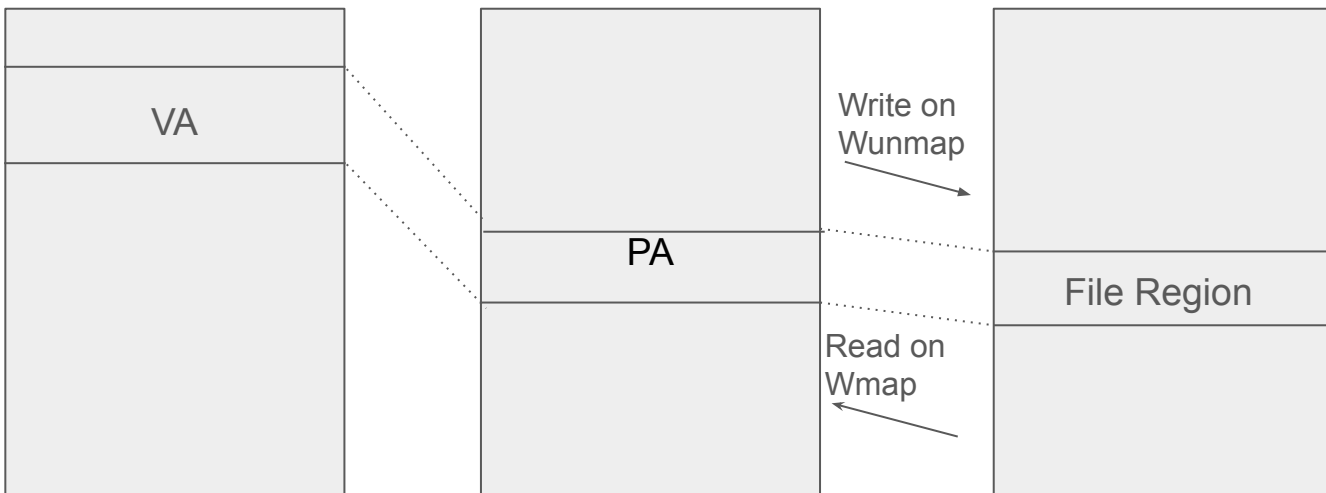 VA
PA
Write on
Wunmap
Read on
Wmap
File Region